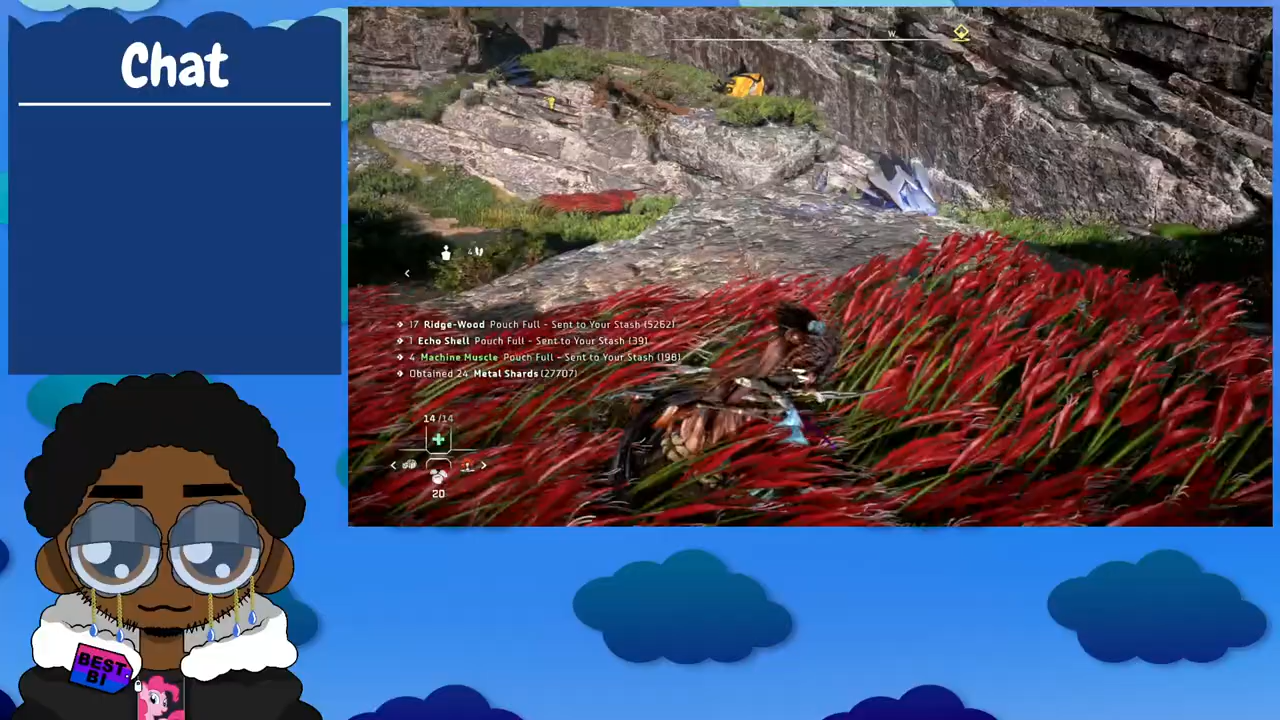 Chat
W
4
17 Ridge-Wood Pouch Full - Sent to Your Stash (5262)
1 Echo Shell Pouch Full - Sent to Your Stash (39)
4 Machine Muscle Pouch Full - Sent to Your Stash (198)
Obtained 24 Metal Shards (27707)
14/14
20
BEST
BI